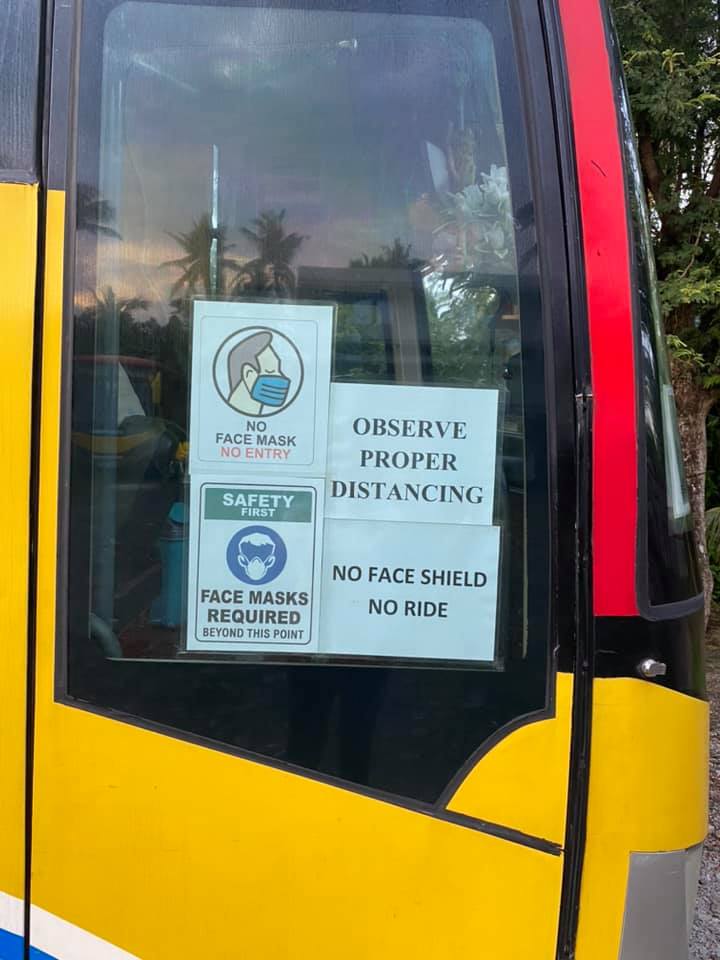 NO
FACE MASK
NO ENTRY
OBSERVE
PROPER
DISTANCING
SAFETY
FIRST
FACE MASKS
REQUIRED
BEYOND THIS POINT
NO FACE SHIELD
NO RIDE